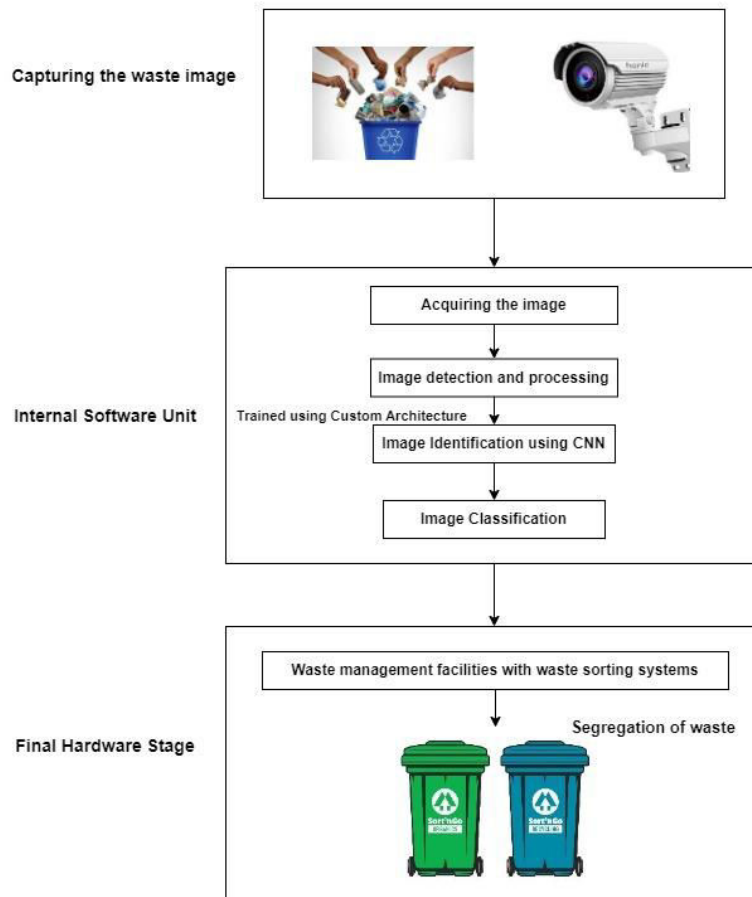 Capturing the waste image
Acquiring the image
Image detection and processing
Internal Software Unit
Trained using Custom Architecture
Image Identification using CNN
Image Classification
Waste management facilities with waste sorting systems
Final Hardware Stage
Segregation of waste
Sort'nGo
Sort'nGo